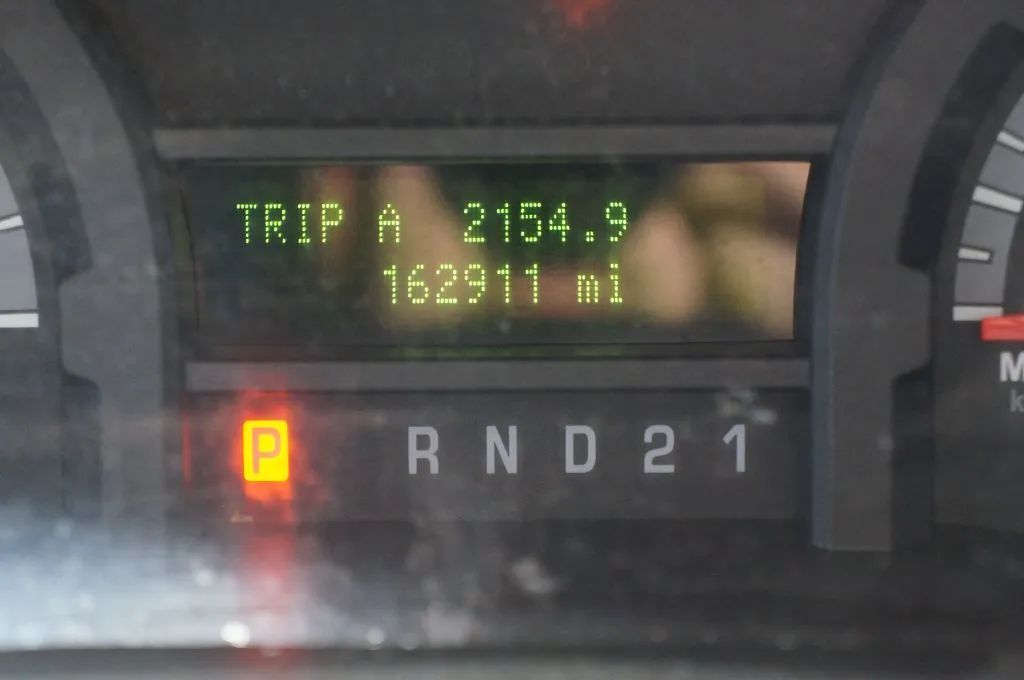 TRIP A 2154.9
162911 mi
P R N D 2 1
M
k